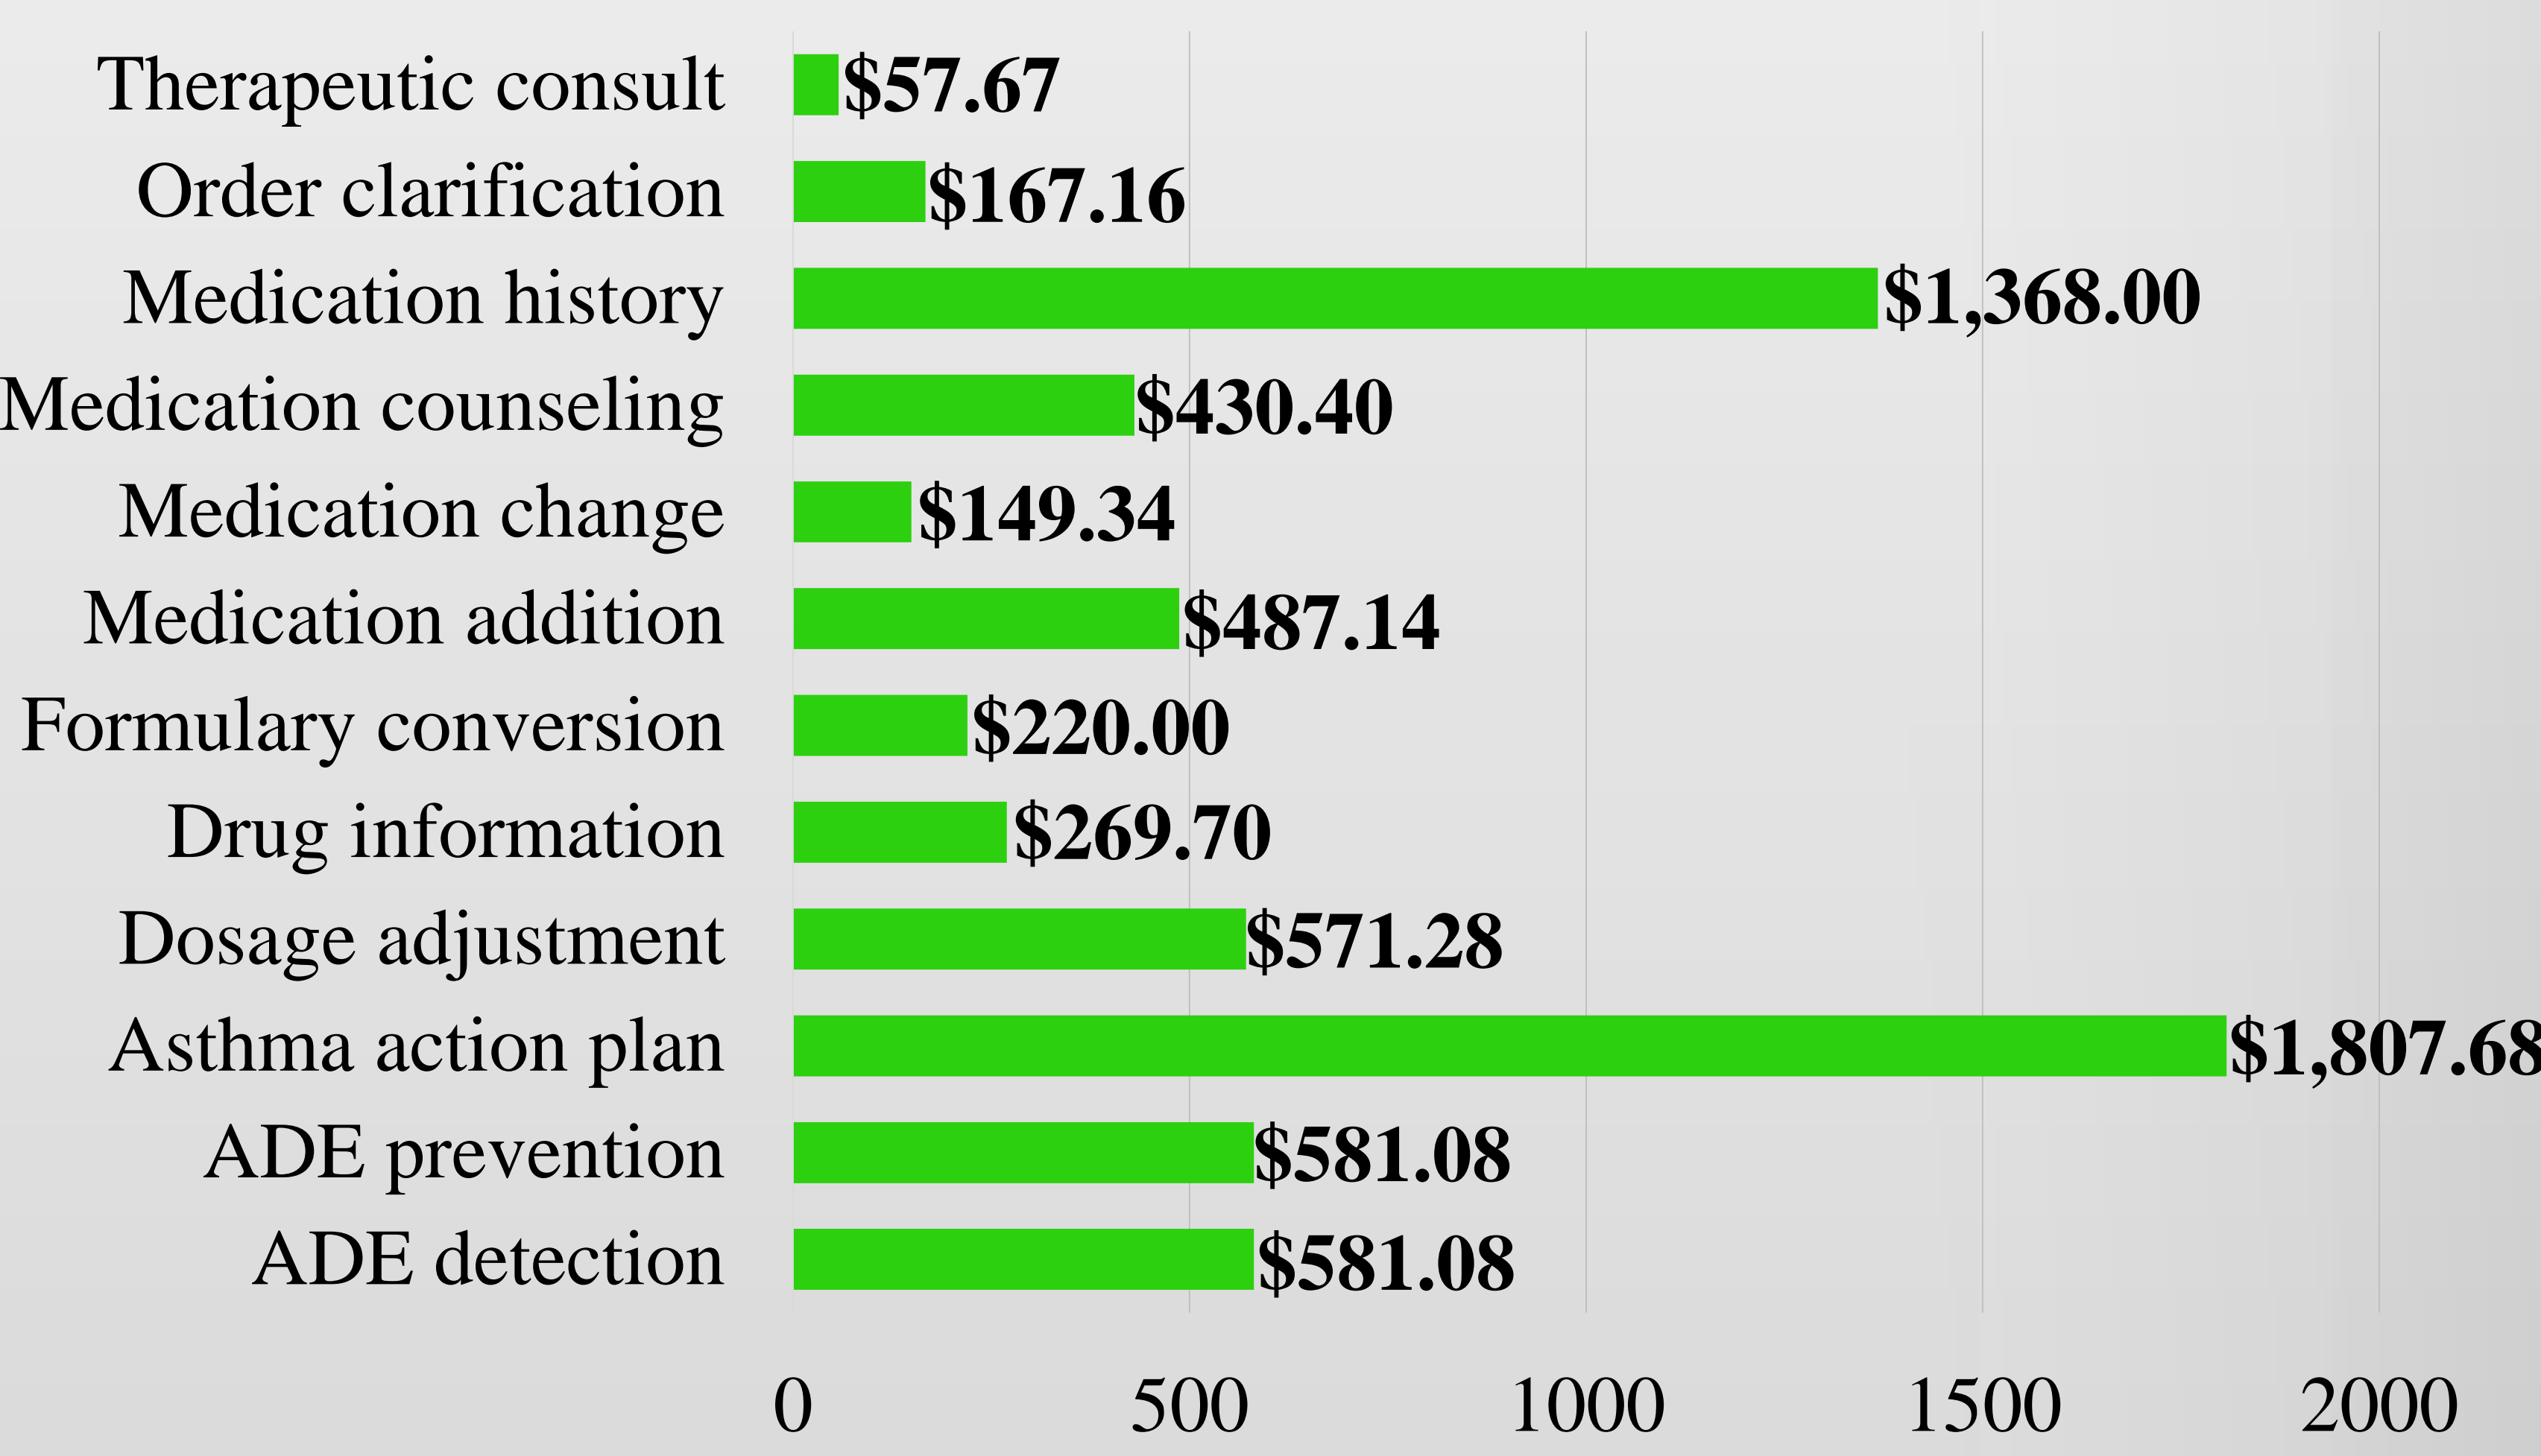 Therapeutic consult $57.67
Order clarification $167.16
Medication history $1,368.00
Medication counseling $430.40
Medication change $149.34
Medication addition $487.14
Formulary conversion $220.00
Drug information $269.70
Dosage adjustment $571.28
Asthma action plan $1,807.68
ADE prevention $581.08
ADE detection $581.08
0 500 1000 1500 2000